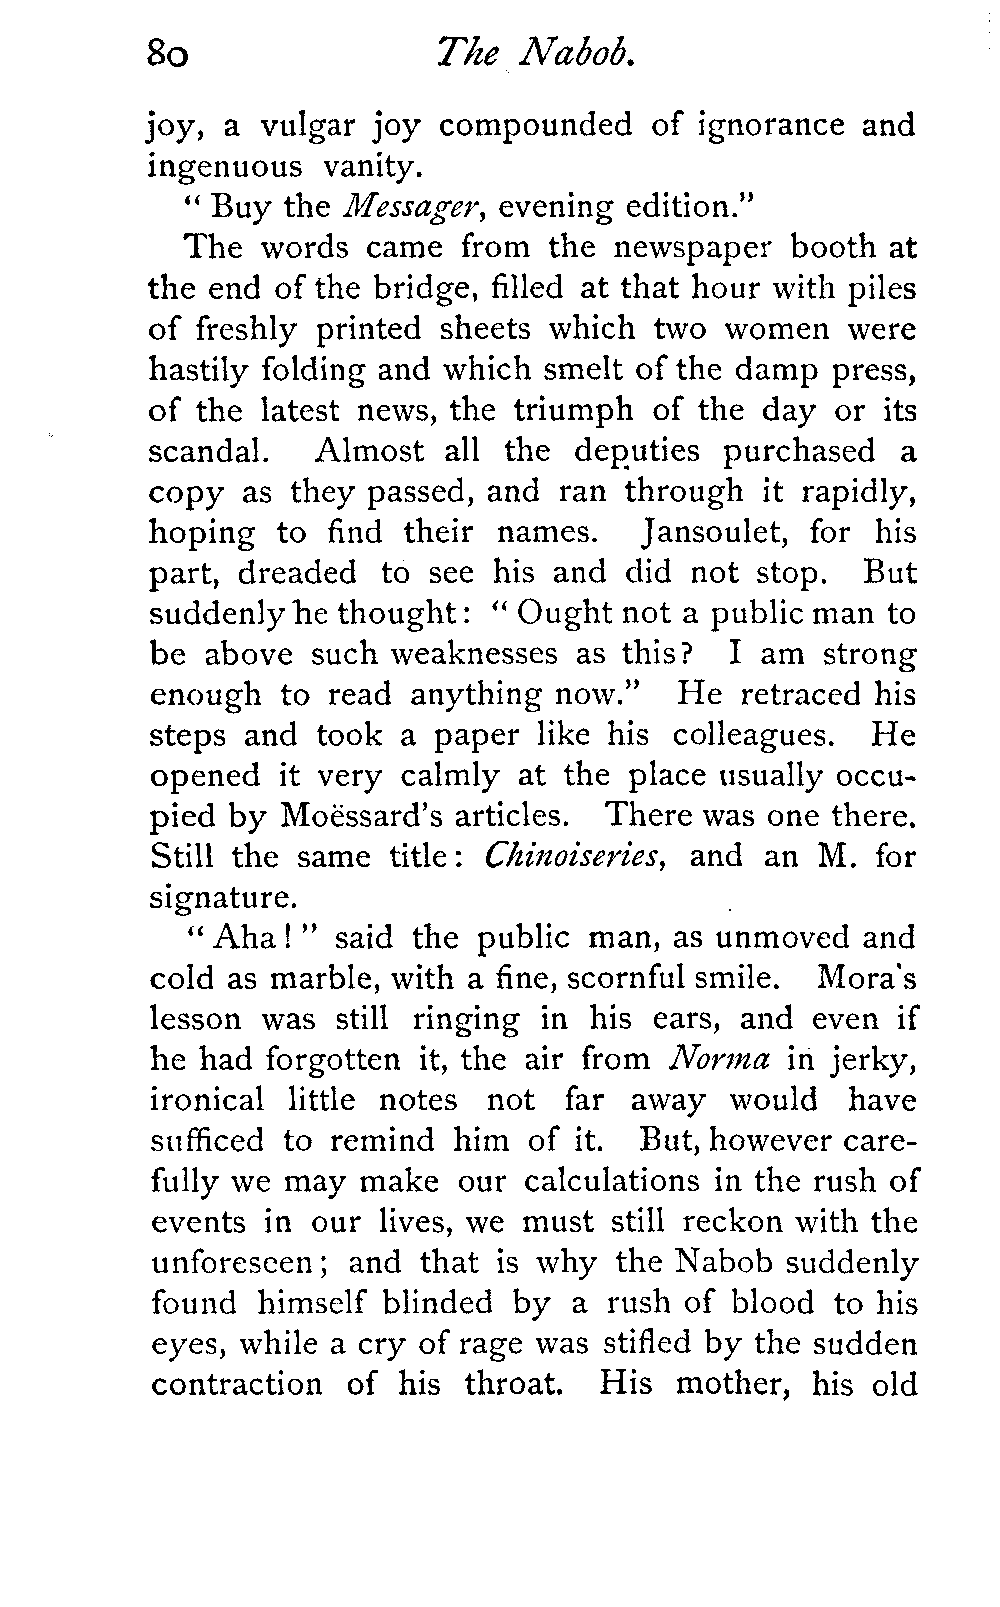 80 The Nabob.
joy, a vulgar joy compounded of ignorance and
ingenuous vanity.
" Buy the Messager, evening edition."
The words came from the newspaper booth at
the end of the bridge, filled at that hour with piles
of freshly printed sheets which two women were
hastily folding and which smelt of the damp press,
of the latest news, the triumph of the day or its
scandal. Almost all the deputies purchased a
copy as they passed, and ran through it rapidly,
hoping to find their names. Jansoulet, for his
part, dreaded to see his and did not stop. But
suddenly he thought: " Ought not a public man to
be above such weaknesses as this? I am strong
enough to read anything now." He retraced his
steps and took a paper like his colleagues. He
opened it very calmly at the place usually occu-
pied by Moëssard's articles. There was one there.
Still the same title: Chinoiseries, and an M. for
signature.
" Aha! " said the public man, as unmoved and
cold as marble, with a fine, scornful smile. Mora's
lesson was still ringing in his ears, and even if
he had forgotten it, the air from Norma in jerky,
ironical little notes not far away would have
sufficed to remind him of it. But, however care-
fully we may make our calculations in the rush of
events in our lives, we must still reckon with the
unforeseen; and that is why the Nabob suddenly
found himself blinded by a rush of blood to his
eyes, while a cry of rage was stifled by the sudden
contraction of his throat. His mother, his old